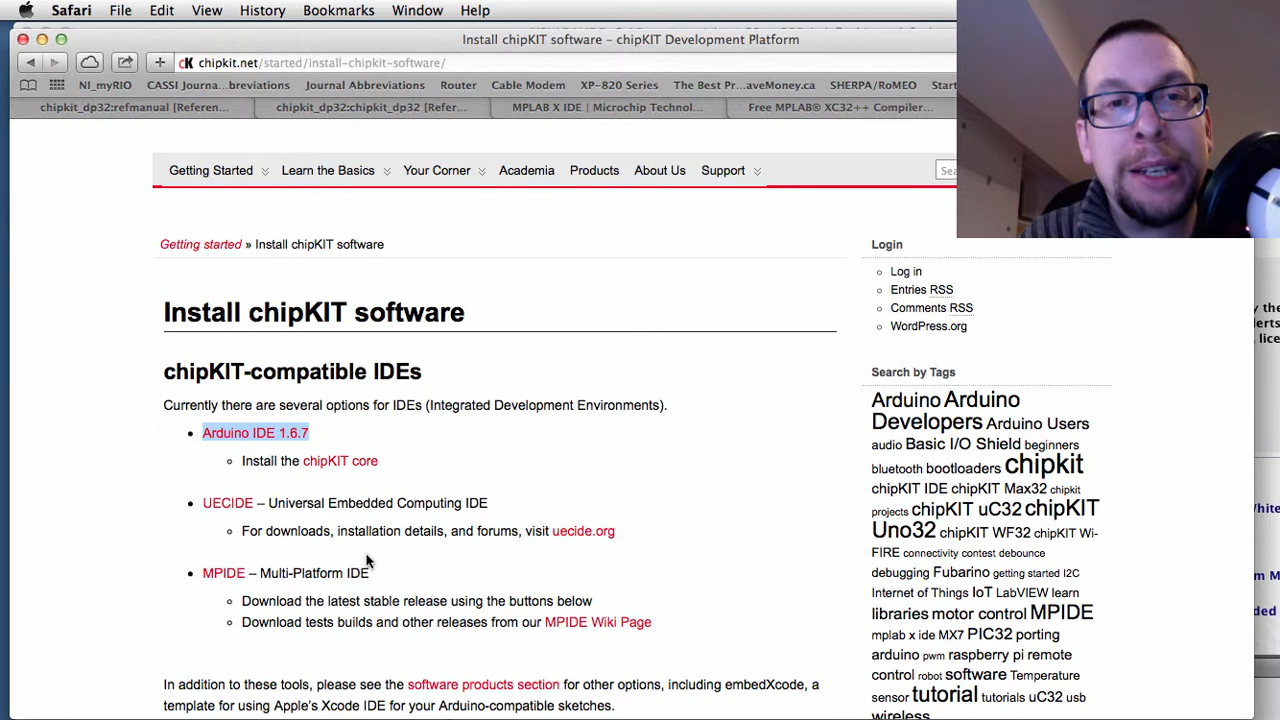 Safari File Edit View History Bookmarks Window Help
Install chipKIT software – chipKIT Development Platform
chipkit.net/started/install-chipkit-software/
NI_myRIO CASSI Journa...breviations Journal Abbreviations Router Cable Modem XP-820 Series The Best Pr...aveMoney.ca SHERPA/RoMEO
chipkit_dp32:refmanual [Referen... chipkit_dp32:chipkit_dp32 [Refer... MPLAB X IDE | Microchip Technol... Free MPLAB® XC32++ Compiler...
Getting Started Learn the Basics Your Corner Academia Products About Us Support
Getting started » Install chipKIT software
Install chipKIT software
chipKIT-compatible IDEs
Currently there are several options for IDEs (Integrated Development Environments).
Arduino IDE 1.6.7
Install the chipKIT core
UECIDE – Universal Embedded Computing IDE
For downloads, installation details, and forums, visit uecide.org
MPIDE – Multi-Platform IDE
Download the latest stable release using the buttons below
Download tests builds and other releases from our MPIDE Wiki Page
In addition to these tools, please see the software products section for other options, including embedXcode, a
template for using Apple's Xcode IDE for your Arduino-compatible sketches.
Login
Log in
Entries RSS
Comments RSS
WordPress.org
Search by Tags
Arduino Arduino
Developers Arduino Users
audio Basic I/O Shield beginners
bluetooth bootloaders chipkit
chipKIT IDE chipKIT Max32 chipkit
projects chipKIT uC32 chipKIT
Uno32 chipKIT WF32 chipKIT Wi-
FIRE connectivity contest debounce
debugging Fubarino getting started I2C
Internet of Things IoT LabVIEW learn
libraries motor control MPIDE
mplab x ide MX7 PIC32 porting
arduino pwm raspberry pi remote
control robot software Temperature
sensor tutorial tutorials uC32 usb
wireless